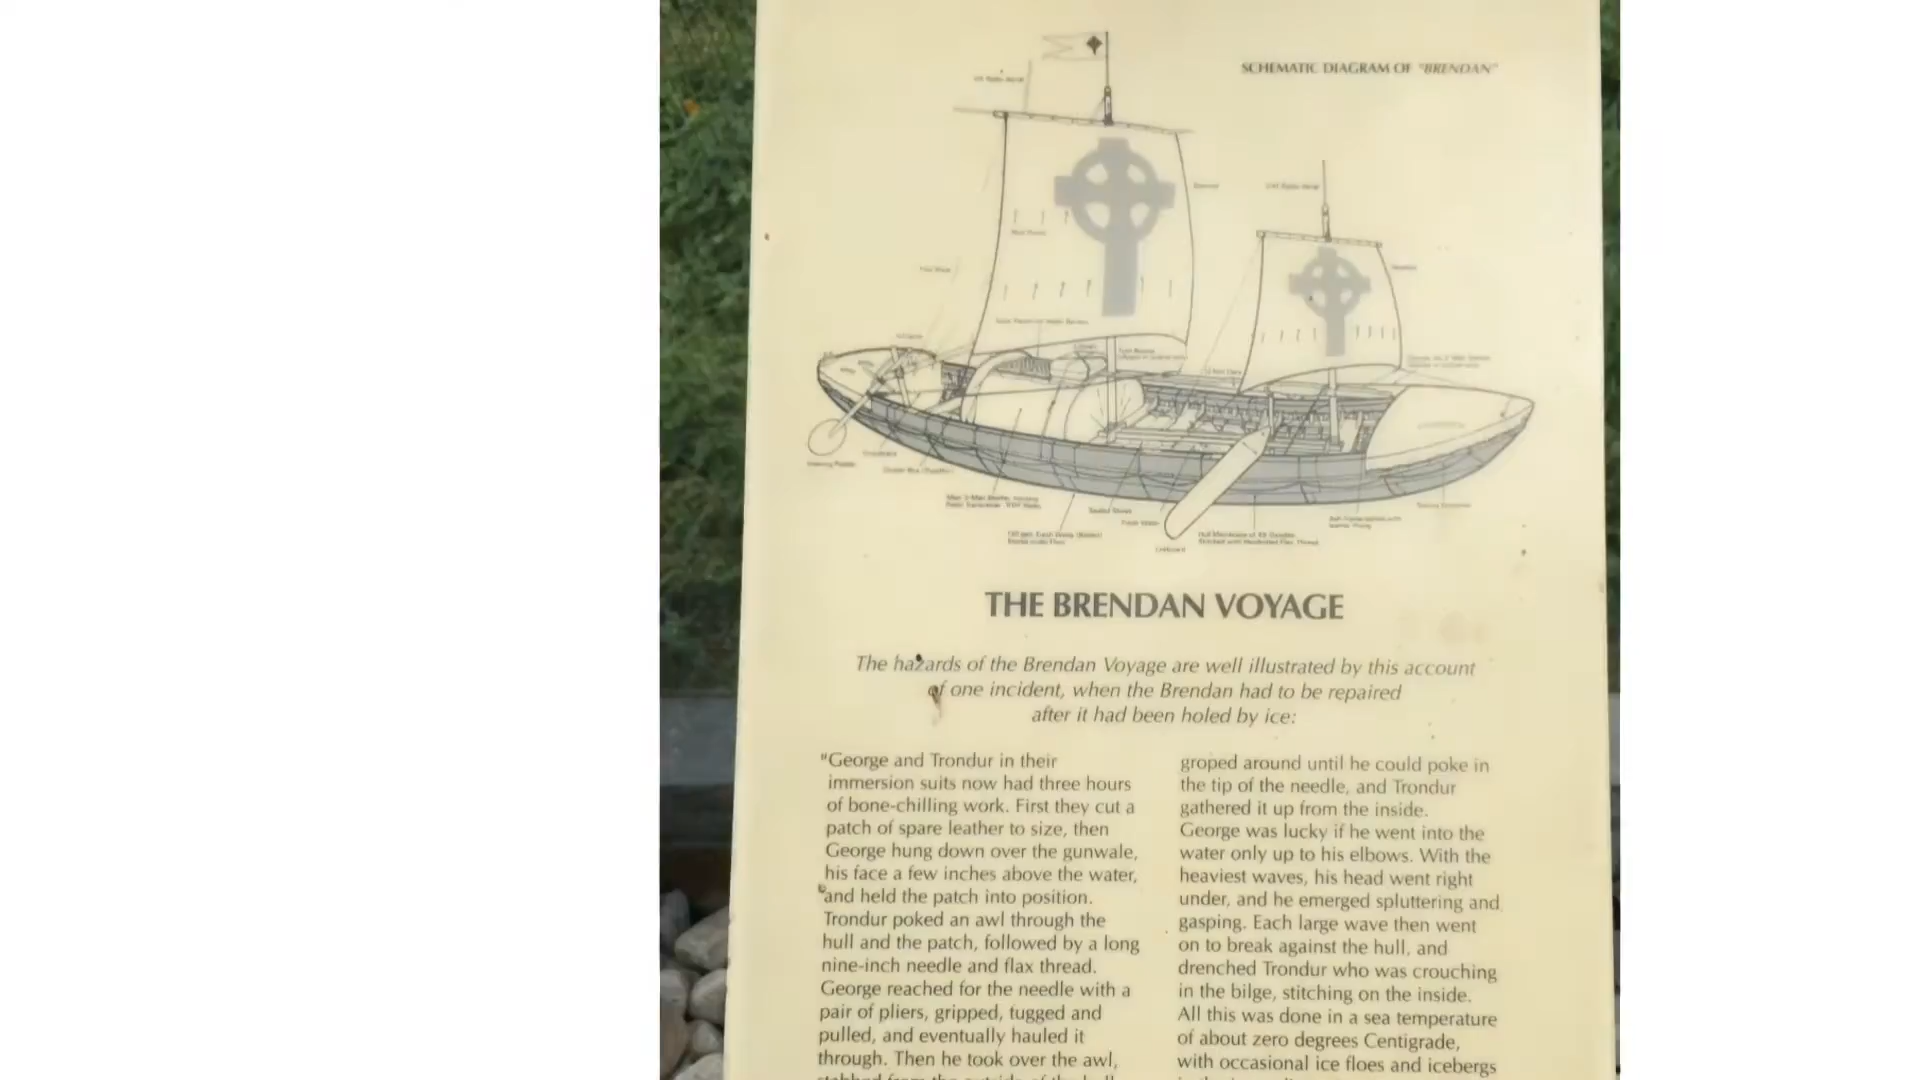 SCHEMATIC DIAGRAM OF "BRENDAN"
Steering Paddle
Fresh Water
Leeboard
THE BRENDAN VOYAGE
The hazards of the Brendan Voyage are well illustrated by this account
of one incident, when the Brendan had to be repaired
after it had been holed by ice:
"George and Trondur in their
immersion suits now had three hours
of bone-chilling work. First they cut a
patch of spare leather to size, then
George hung down over the gunwale,
his face a few inches above the water,
and held the patch into position.
Trondur poked an awl through the
hull and the patch, followed by a long
nine-inch needle and flax thread.
George reached for the needle with a
pair of pliers, gripped, tugged and
pulled, and eventually hauled it
through. Then he took over the awl,
groped around until he could poke in
the tip of the needle, and Trondur
gathered it up from the inside.
George was lucky if he went into the
water only up to his elbows. With the
heaviest waves, his head went right
under, and he emerged spluttering and
gasping. Each large wave then went
on to break against the hull, and
drenched Trondur who was crouching
in the bilge, stitching on the inside.
All this was done in a sea temperature
of about zero degrees Centigrade,
with occasional ice floes and icebergs